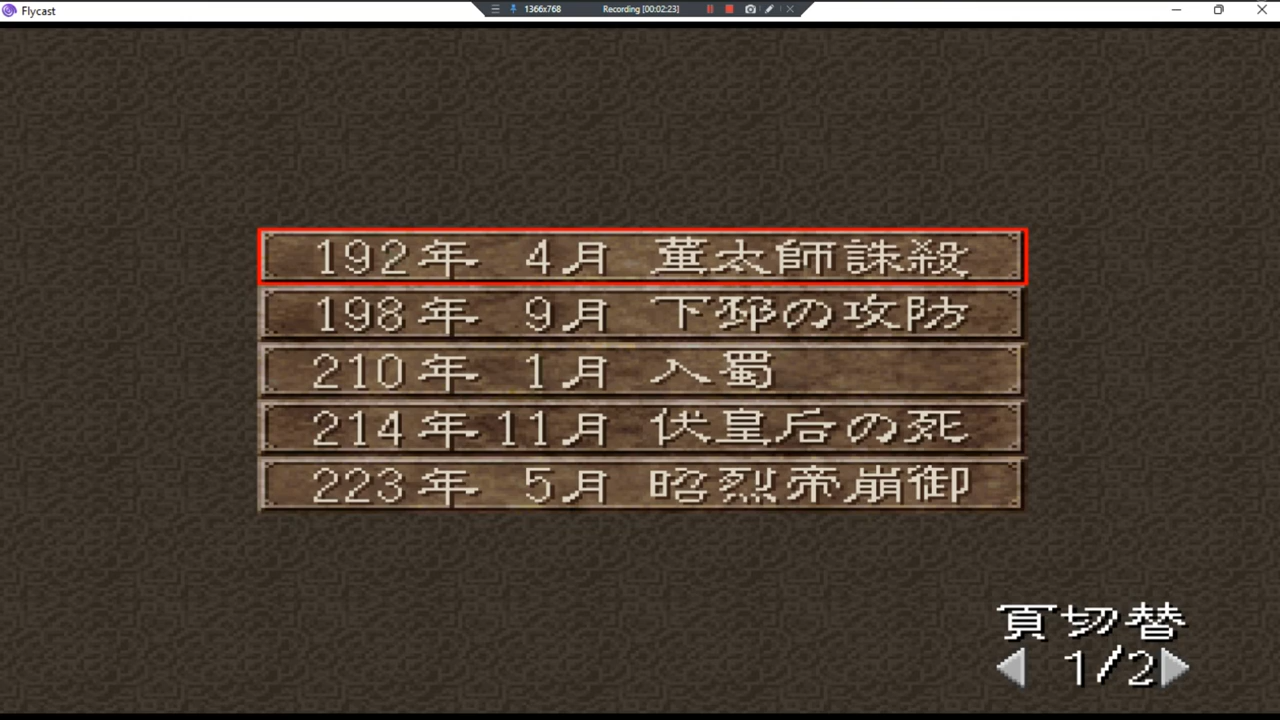 Flycast
1366x768
Recording [00:02:23]
192年 4月 董太師誅殺
198年 9月 下邳の攻防
210年 1月 入蜀
214年 11月 伏皇后の死
223年 5月 昭烈帝崩御
頁切替
1/2